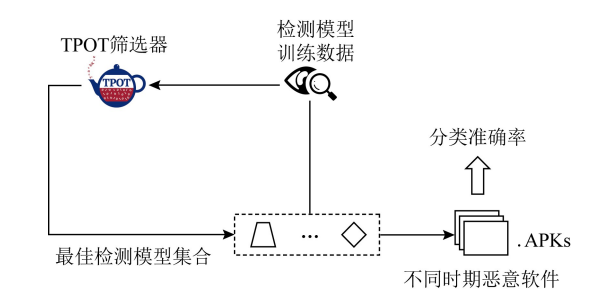 TPOT筛选器
检测模型
训练数据
TPOT
分类准确率
...
.APKs
最佳检测模型集合
不同时期恶意软件